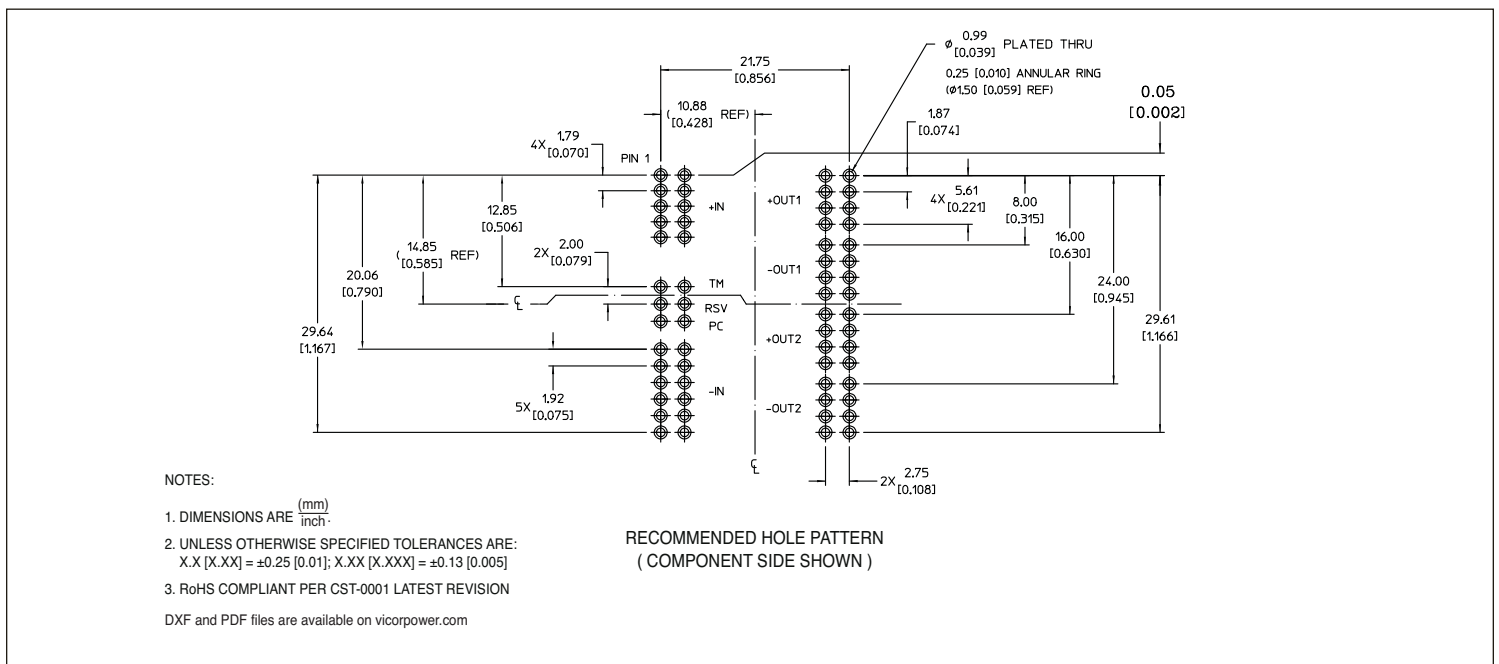 ø 0.99 [0.039] PLATED THRU
0.25 [0.010] ANNULAR RING
(ø1.50 [0.059] REF)
21.75
[0.856]
0.05
[0.002]
( 10.88 [0.428] REF)
1.87
[0.074]
4X 1.79 [0.070]
PIN 1
+IN
+OUT1
4X 5.61 [0.221]
8.00
[0.315]
12.85
[0.506]
( 14.85 [0.585] REF)
2X 2.00 [0.079]
16.00
[0.630]
20.06
[0.790]
-OUT1
TM
24.00
[0.945]
CL
RSV
PC
29.64
[1.167]
+OUT2
29.61
[1.166]
5X 1.92 [0.075]
-IN
-OUT2
CL
2X 2.75 [0.108]
NOTES:
1. DIMENSIONS ARE (mm) inch.
2. UNLESS OTHERWISE SPECIFIED TOLERANCES ARE:
X.X [X.XX] = ±0.25 [0.01]; X.XX [X.XXX] = ±0.13 [0.005]
3. RoHS COMPLIANT PER CST-0001 LATEST REVISION
DXF and PDF files are available on vicorpower.com
RECOMMENDED HOLE PATTERN
( COMPONENT SIDE SHOWN )